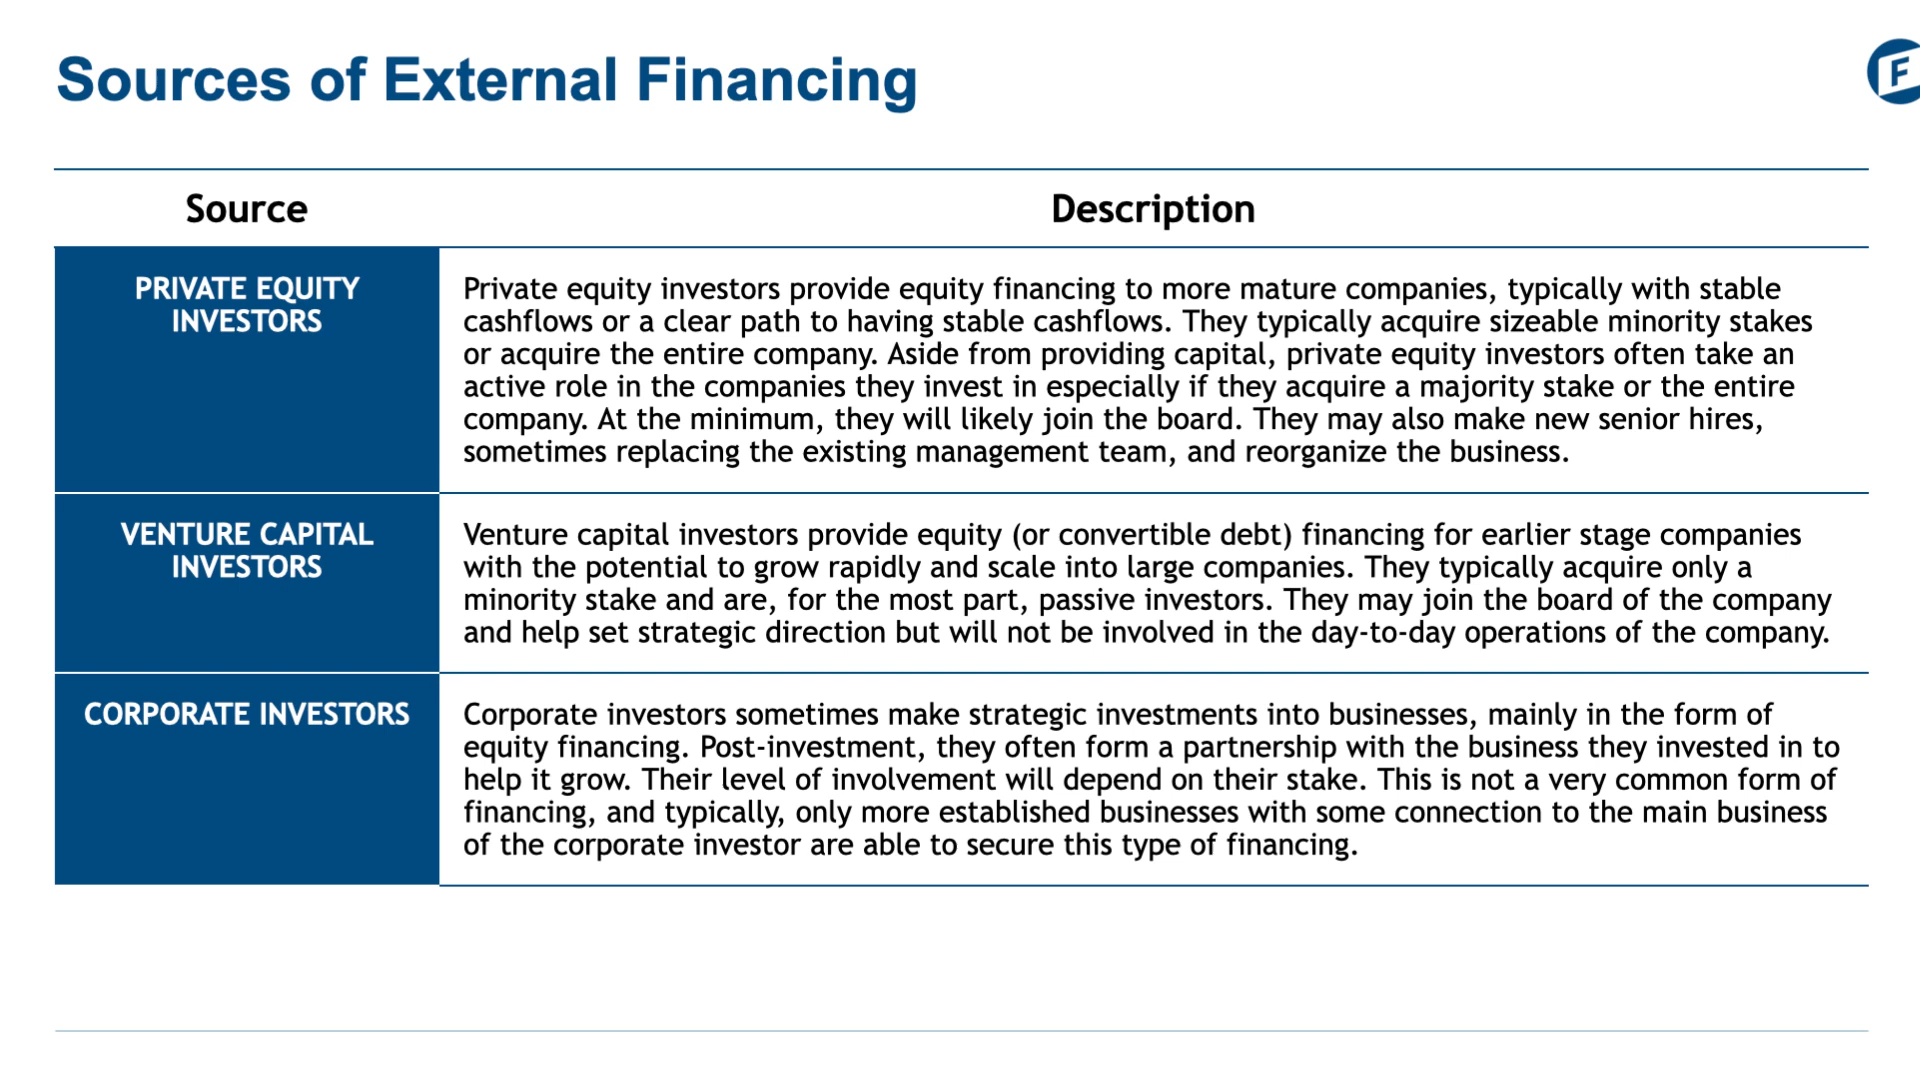 Sources of External Financing
F
Source
Description
PRIVATE EQUITY
INVESTORS
Private equity investors provide equity financing to more mature companies, typically with stable
cashflows or a clear path to having stable cashflows. They typically acquire sizeable minority stakes
or acquire the entire company. Aside from providing capital, private equity investors often take an
active role in the companies they invest in especially if they acquire a majority stake or the entire
company. At the minimum, they will likely join the board. They may also make new senior hires,
sometimes replacing the existing management team, and reorganize the business.
VENTURE CAPITAL
INVESTORS
Venture capital investors provide equity (or convertible debt) financing for earlier stage companies
with the potential to grow rapidly and scale into large companies. They typically acquire only a
minority stake and are, for the most part, passive investors. They may join the board of the company
and help set strategic direction but will not be involved in the day-to-day operations of the company.
CORPORATE INVESTORS
Corporate investors sometimes make strategic investments into businesses, mainly in the form of
equity financing. Post-investment, they often form a partnership with the business they invested in to
help it grow. Their level of involvement will depend on their stake. This is not a very common form of
financing, and typically, only more established businesses with some connection to the main business
of the corporate investor are able to secure this type of financing.